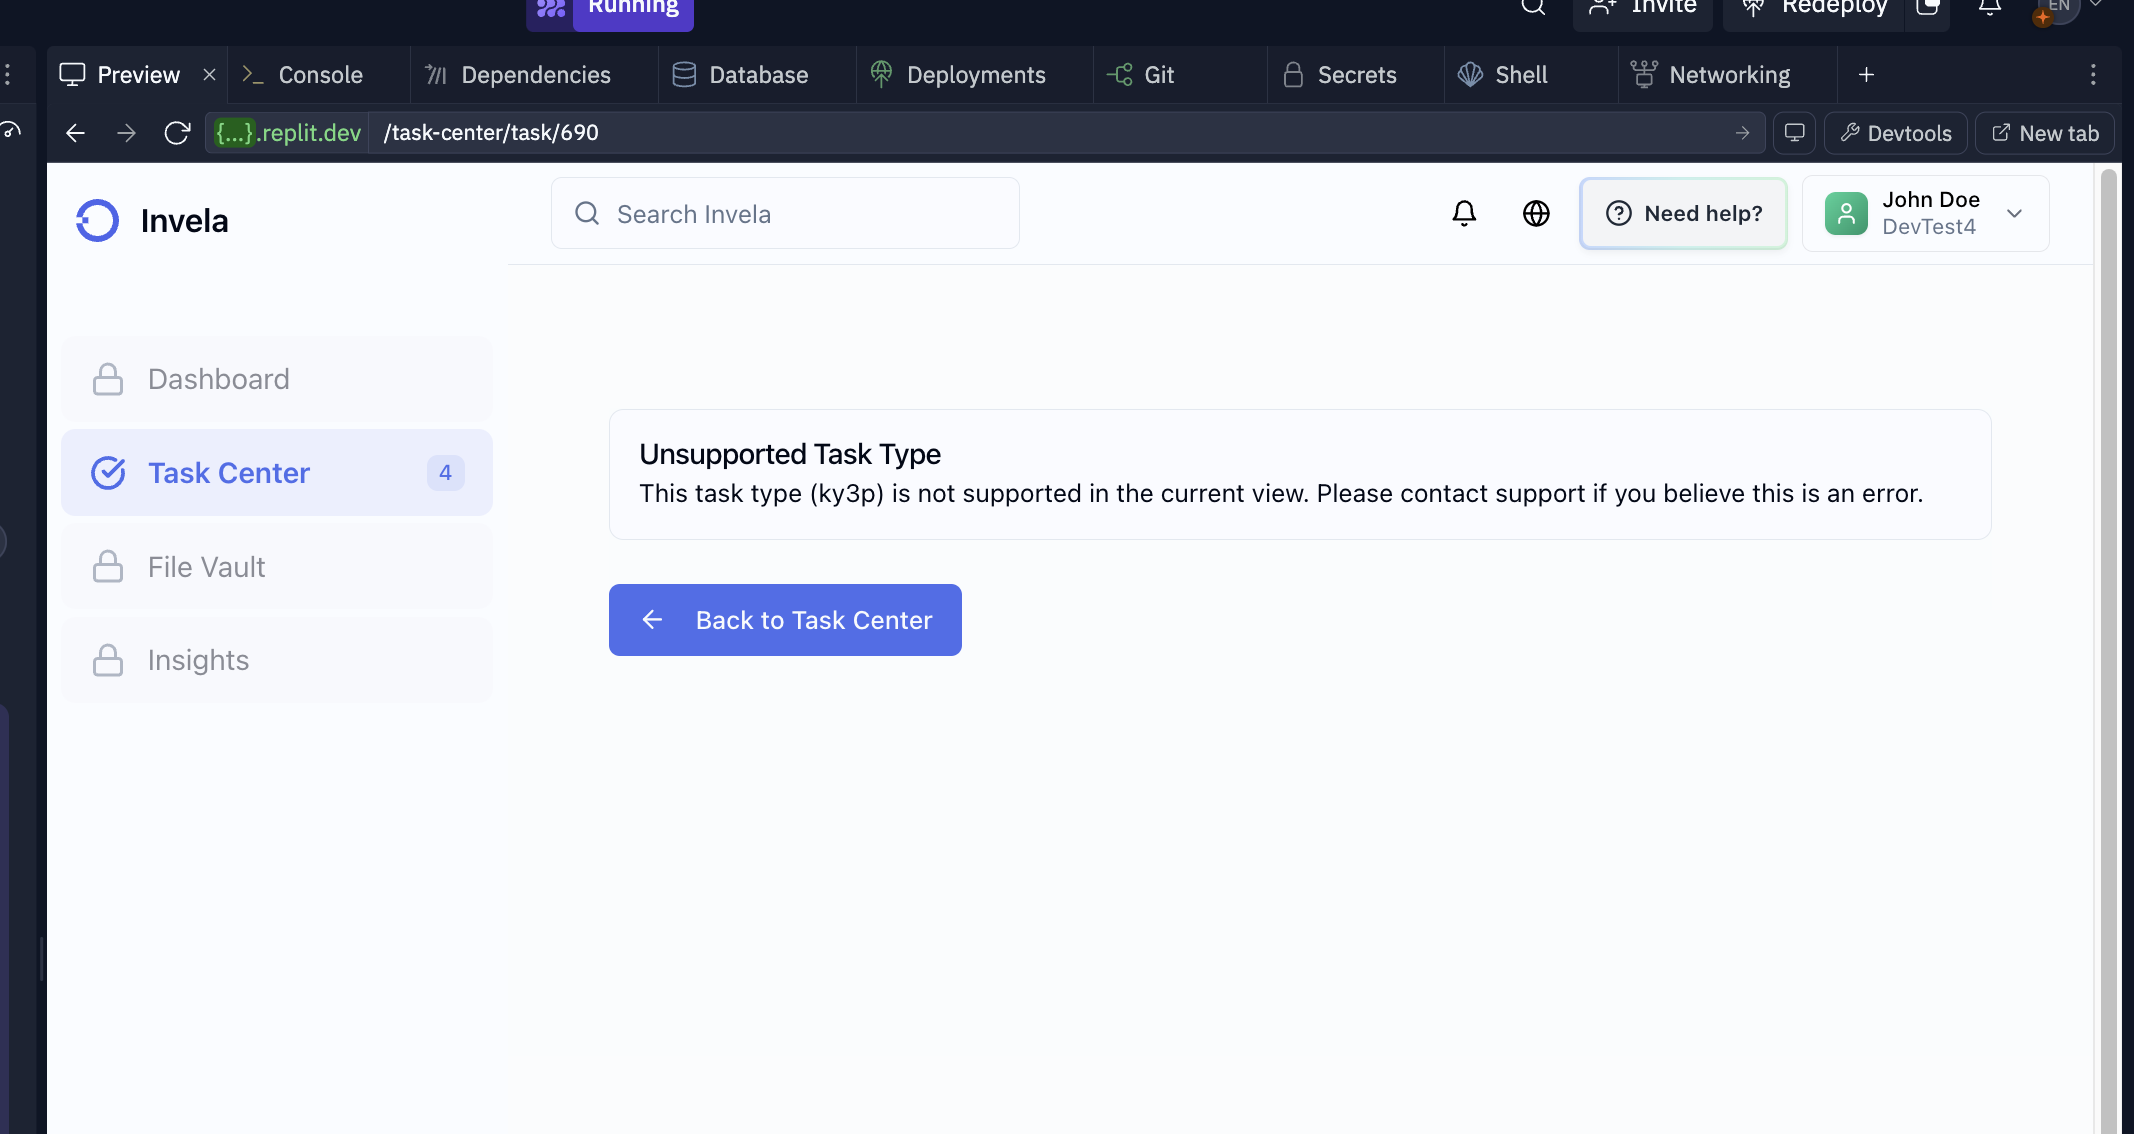 Running
Invite
Redeploy
EN
Preview
Console
Dependencies
Database
Deployments
Git
Secrets
Shell
Networking
{...}.replit.dev
/task-center/task/690
Devtools
New tab
Invela
Search Invela
Need help?
John Doe
DevTest4
Dashboard
Task Center
4
File Vault
Insights
Unsupported Task Type
This task type (ky3p) is not supported in the current view. Please contact support if you believe this is an error.
Back to Task Center